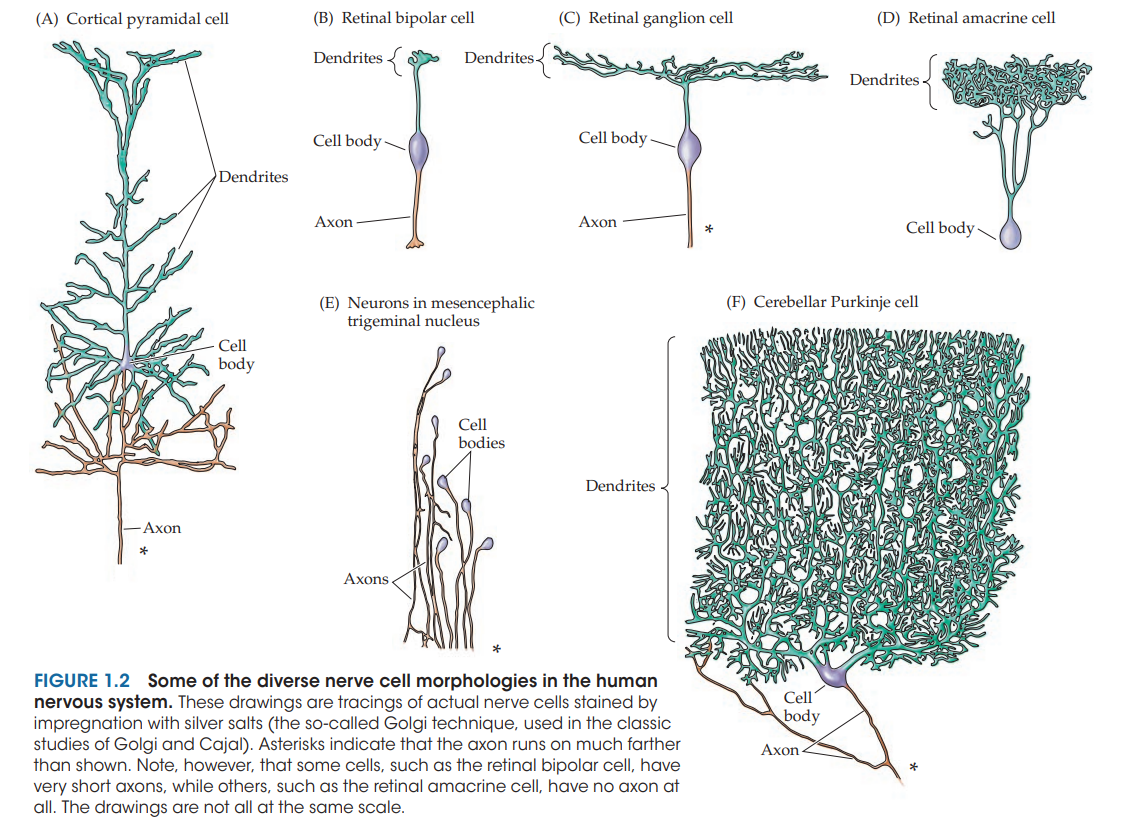 (A) Cortical pyramidal cell
Dendrites
Cell
body
Axon
*
(B) Retinal bipolar cell
Dendrites
Cell body
Axon
(C) Retinal ganglion cell
Dendrites
Cell body
Axon
*
(D) Retinal amacrine cell
Dendrites
Cell body
(E) Neurons in mesencephalic
trigeminal nucleus
Cell
bodies
Axons
*
(F) Cerebellar Purkinje cell
Dendrites
Cell
body
Axon
*
FIGURE 1.2 Some of the diverse nerve cell morphologies in the human
nervous system. These drawings are tracings of actual nerve cells stained by
impregnation with silver salts (the so-called Golgi technique, used in the classic
studies of Golgi and Cajal). Asterisks indicate that the axon runs on much farther
than shown. Note, however, that some cells, such as the retinal bipolar cell, have
very short axons, while others, such as the retinal amacrine cell, have no axon at
all. The drawings are not all at the same scale.